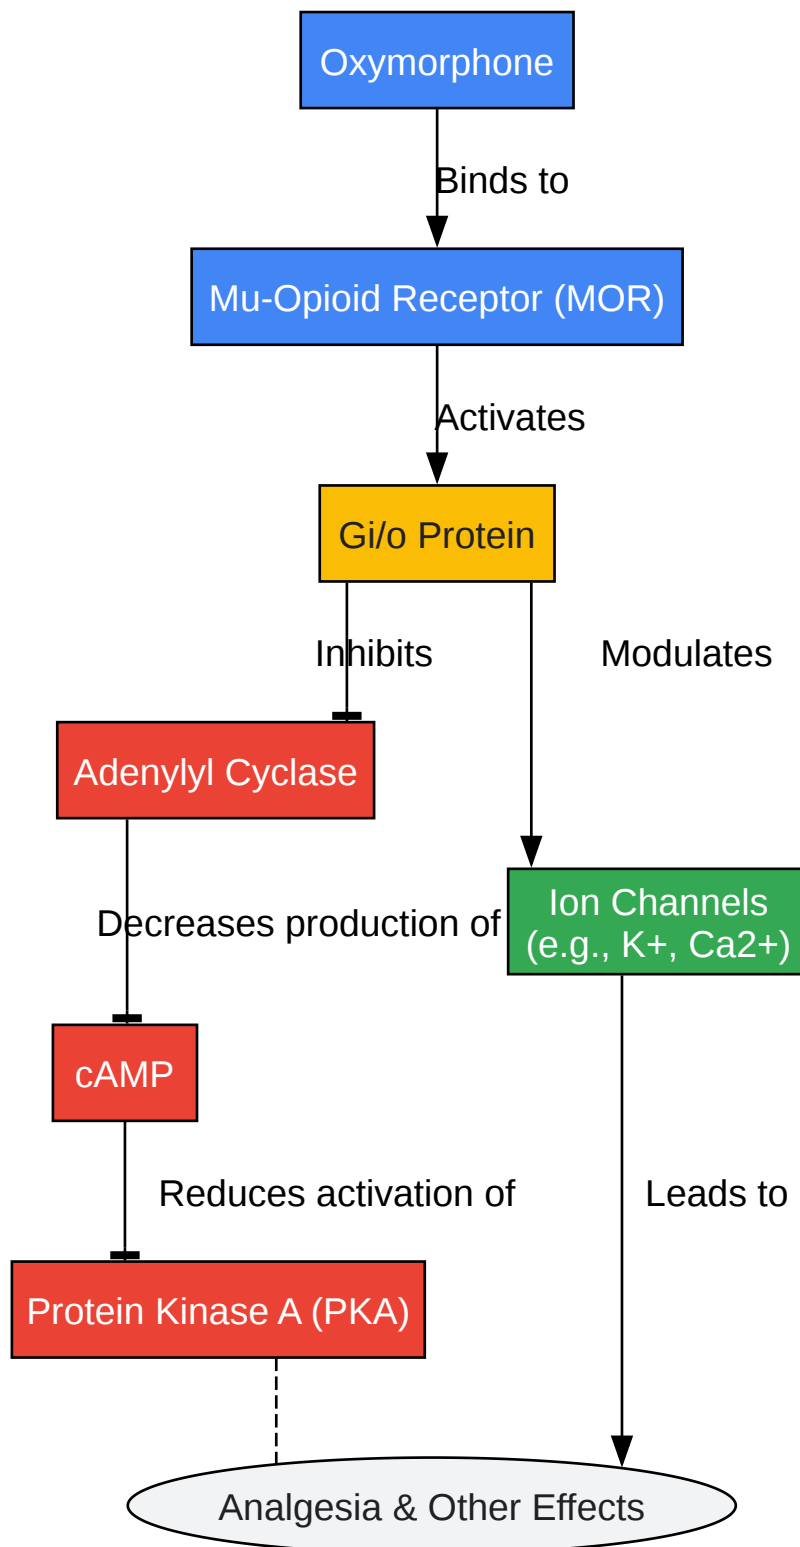 Oxymorphone
Binds to
Mu-Opioid Receptor (MOR)
Activates
Gi/o Protein
Inhibits
Modulates
Adenylyl Cyclase
Decreases production of
Ion Channels
(e.g., K+, Ca2+)
cAMP
Reduces activation of
Leads to
Protein Kinase A (PKA)
Analgesia & Other Effects